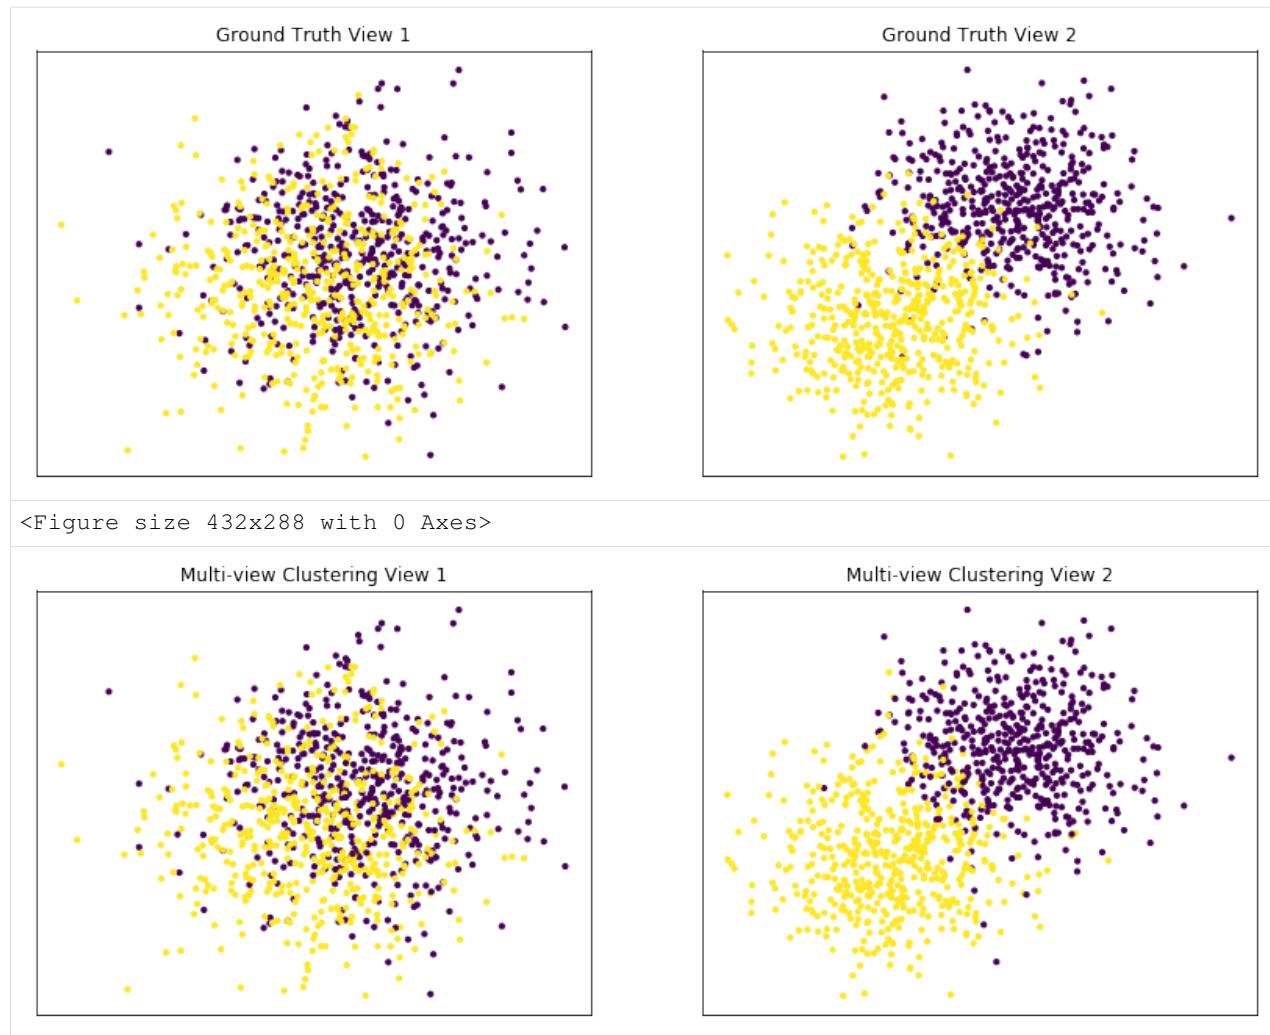 Ground Truth View 1
Ground Truth View 2
<Figure size 432x288 with 0 Axes>
Multi-view Clustering View 1
Multi-view Clustering View 2